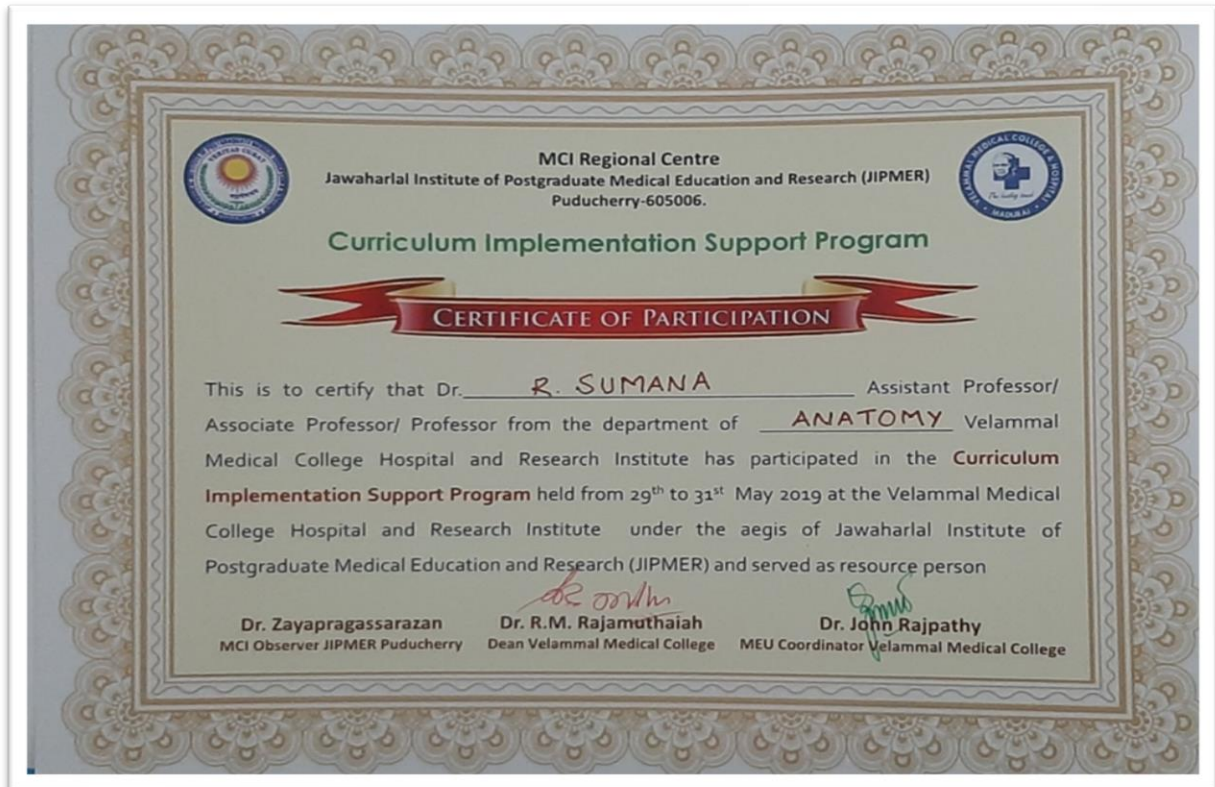 MCI Regional Centre
Jawaharlal Institute of Postgraduate Medical Education and Research (JIPMER)
Puducherry-605006.
VELAMMAL MEDICAL COLLEGE & HOSPITAL
MADURAI
Curriculum Implementation Support Program
CERTIFICATE OF PARTICIPATION
This is to certify that Dr. R. SUMANA Assistant Professor/
Associate Professor/ Professor from the department of ANATOMY Velammal
Medical College Hospital and Research Institute has participated in the Curriculum
Implementation Support Program held from 29th to 31st May 2019 at the Velammal Medical
College Hospital and Research Institute under the aegis of Jawaharlal Institute of
Postgraduate Medical Education and Research (JIPMER) and served as resource person
Dr. Zayapragassarazan Dr. R.M. Rajamuthaiah Dr. John Rajpathy
MCI Observer JIPMER Puducherry Dean Velammal Medical College MEU Coordinator Velammal Medical College